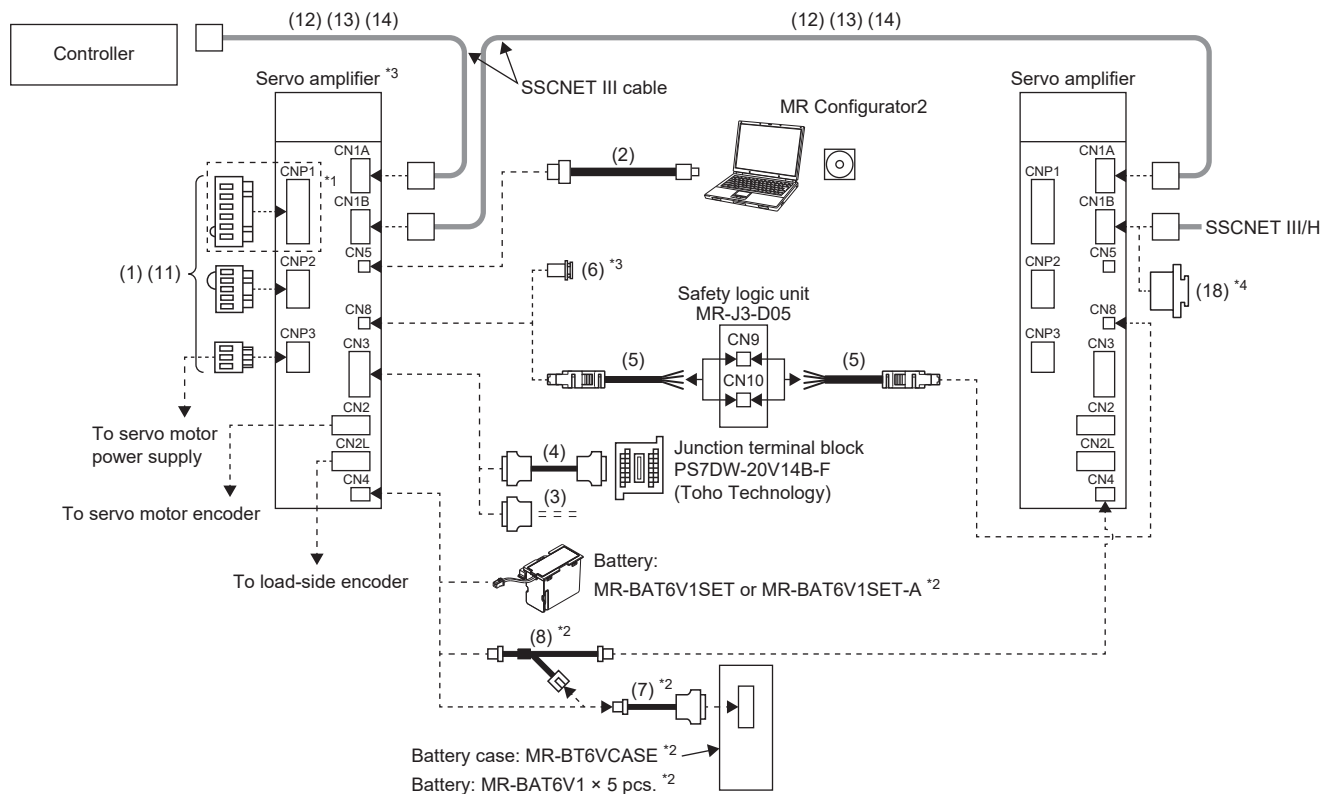 (12) (13) (14)
(12) (13) (14)
Controller
Servo amplifier *3
SSCNET III cable
Servo amplifier
MR Configurator2
CN1A
CNP1
*1
(2)
CN1B
CN5
(1) (11)
CNP2
(6) *3
CN8
CNP3
CN3
Safety logic unit
MR-J3-D05
CN9
CN10
(5)
(5)
CN1A
CNP1
CN1B
SSCNET III/H
CN5
CNP2
(18) *4
CN8
CNP3
CN3
CN2
CN2L
CN4
CN2
CN2L
CN4
To servo motor
power supply
(4)
Junction terminal block
PS7DW-20V14B-F
(Toho Technology)
(3)
To servo motor encoder
To load-side encoder
Battery:
MR-BAT6V1SET or MR-BAT6V1SET-A *2
(8) *2
(7) *2
Battery case: MR-BT6VCASE *2
Battery: MR-BAT6V1 × 5 pcs. *2